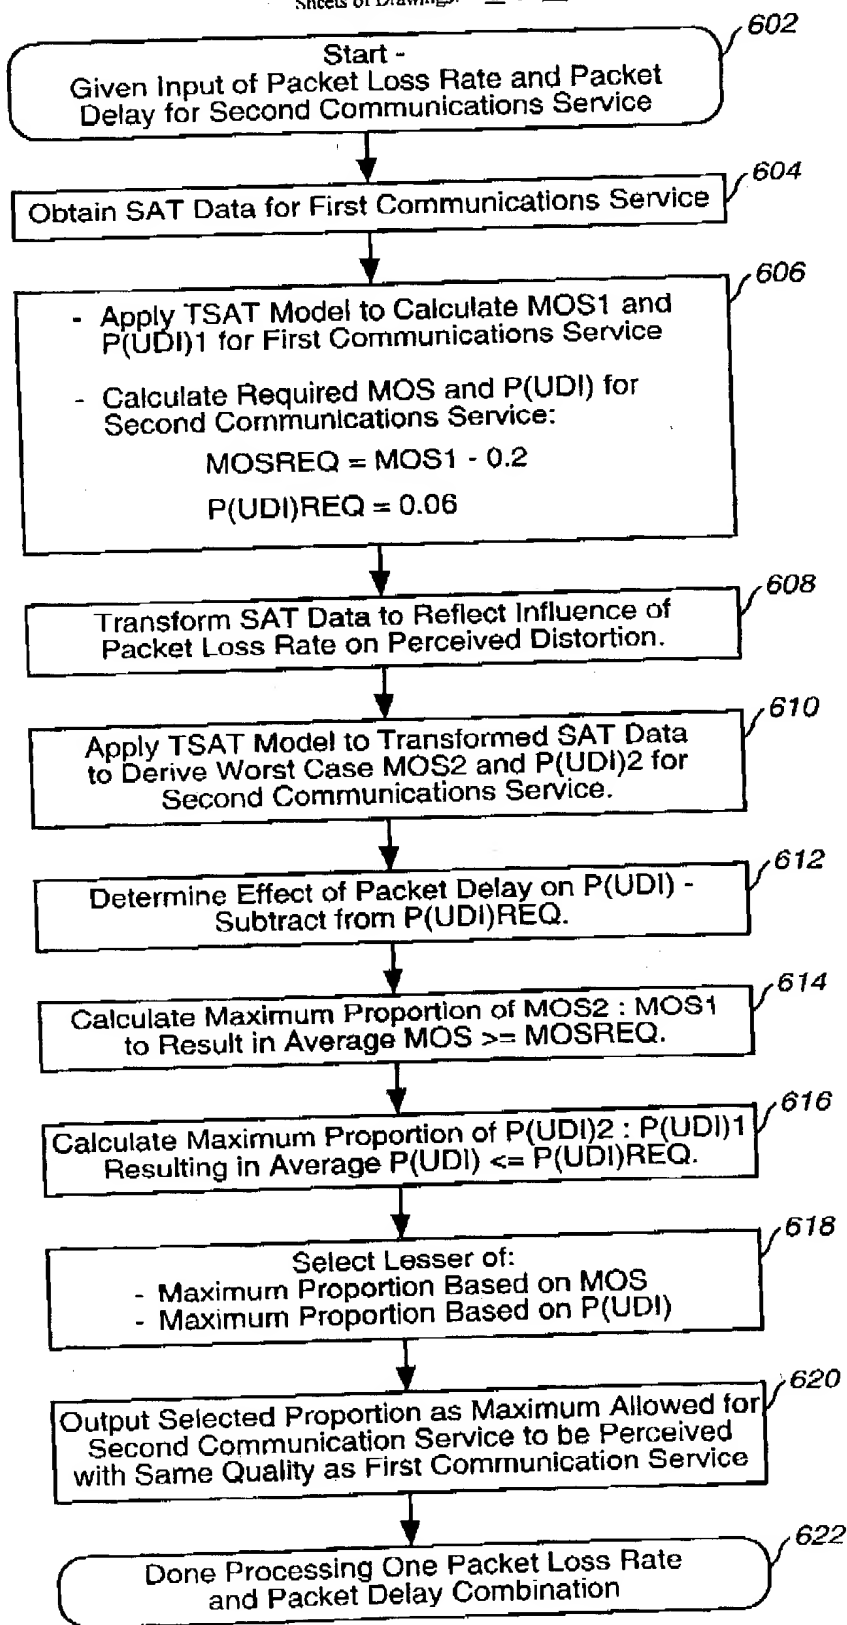 Sheets of Drawings:
602
Start -
Given Input of Packet Loss Rate and Packet
Delay for Second Communications Service
604
Obtain SAT Data for First Communications Service
606
- Apply TSAT Model to Calculate MOS1 and
P(UDI)1 for First Communications Service
- Calculate Required MOS and P(UDI) for
Second Communications Service:
MOSREQ = MOS1 - 0.2
P(UDI)REQ = 0.06
608
Transform SAT Data to Reflect Influence of
Packet Loss Rate on Perceived Distortion.
610
Apply TSAT Model to Transformed SAT Data
to Derive Worst Case MOS2 and P(UDI)2 for
Second Communications Service.
612
Determine Effect of Packet Delay on P(UDI) -
Subtract from P(UDI)REQ.
614
Calculate Maximum Proportion of MOS2 : MOS1
to Result in Average MOS >= MOSREQ.
616
Calculate Maximum Proportion of P(UDI)2 : P(UDI)1
Resulting in Average P(UDI) <= P(UDI)REQ.
618
Select Lesser of:
- Maximum Proportion Based on MOS
- Maximum Proportion Based on P(UDI)
620
Output Selected Proportion as Maximum Allowed for
Second Communication Service to be Perceived
with Same Quality as First Communication Service
622
Done Processing One Packet Loss Rate
and Packet Delay Combination